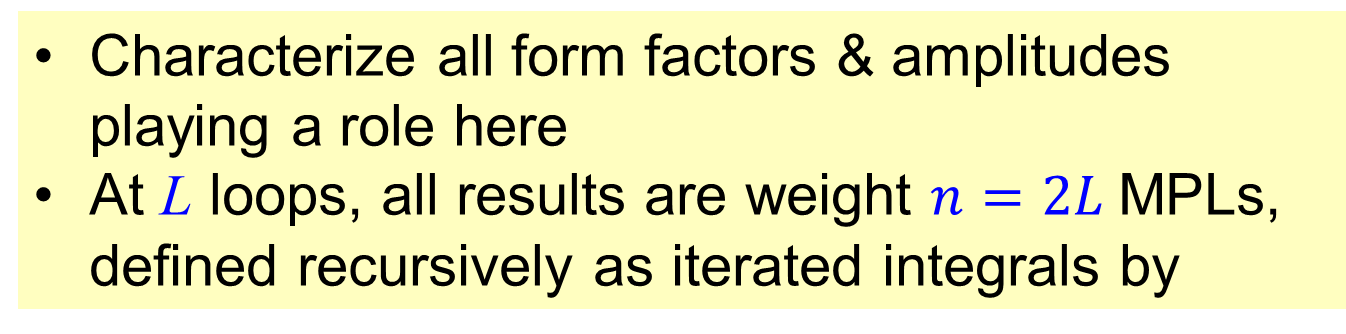 • Characterize all form factors & amplitudes
playing a role here
• At L loops, all results are weight n = 2L MPLs,
defined recursively as iterated integrals by